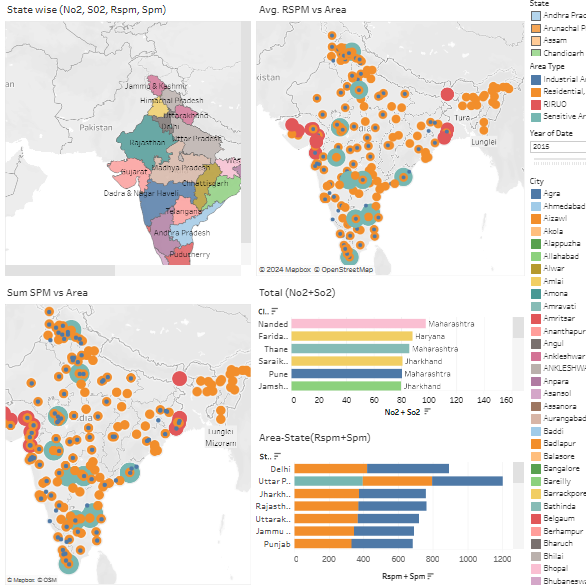 State wise (No2, S02, Rspm, Spm)
an
Jammu & Kashmir
Himachal Pradesh
Uttarakhand
Delhi
Pakistan
Rajasthan
Uttar Pradesh
Gujarat
Madhya Pradesh
Wes
Chhattisgarh
Dadra & Nagar Haveli
Telangana
Andhra Pradesh
Puducherry
Avg. RSPM vs Area
kistan
Tura
Lunglei
© 2024 Mapbox © OpenStreetMap
Sum SPM vs Area
dia
Lunglei
Mizoram
© Mapbox © OSM
Total (No2+So2)
Ci..
Nanded Maharashtra
Farida.. Haryana
Thane Maharashtra
Saraik.. Jharkhand
Pune Maharashtra
Jamsh.. Jharkhand
0 20 40 60 80 100 120 140 160
No2+ So2
Area-State(Rspm+Spm)
St..
Delhi
Uttar P..
Jharkh..
Rajasth..
Uttarak..
Jammu ..
Punjab
0 200 400 600 800 1000 1200
Rspm + Spm
State
Andhra Prad
Arunachal P
Assam
Chandigarh
Area Type
Industrial Ar
Residential,
RIRUO
Sensitive Ar
Year of Date
2015
City
Agra
Ahmedabad
Aizawl
Akola
Alappuzha
Allahabad
Alwar
Amlai
Amona
Amravati
Amritsar
Ananthapur
Angul
Ankleshwar
ANKLESHWA
Anpara
Asansol
Assanora
Aurangabad
Baddi
Badlapur
Balasore
Bangalore
Bareilly
Barrackpore
Bathinda
Belgaum
Berhampur
Bharuch
Bhilai
Bhopal
Bhubanesw